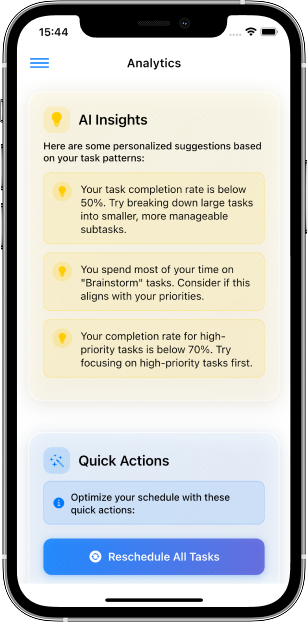 15:44
Analytics
AI Insights
Here are some personalized suggestions based
on your task patterns:
Your task completion rate is below
50%. Try breaking down large tasks
into smaller, more manageable
subtasks.
You spend most of your time on
"Brainstorm" tasks. Consider if this
aligns with your priorities.
Your completion rate for high-
priority tasks is below 70%. Try
focusing on high-priority tasks first.
Quick Actions
Optimize your schedule with these
quick actions:
Reschedule All Tasks